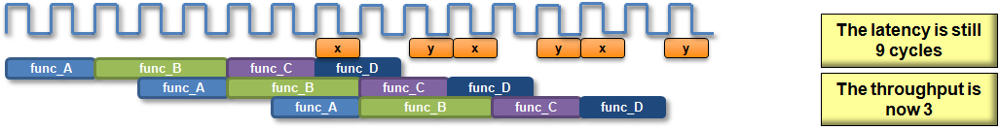 x y x y x y
The latency is still
9 cycles
func_A func_B func_C func_D
func_A func_B func_C func_D
func_A func_B func_C func_D
The throughput is
now 3